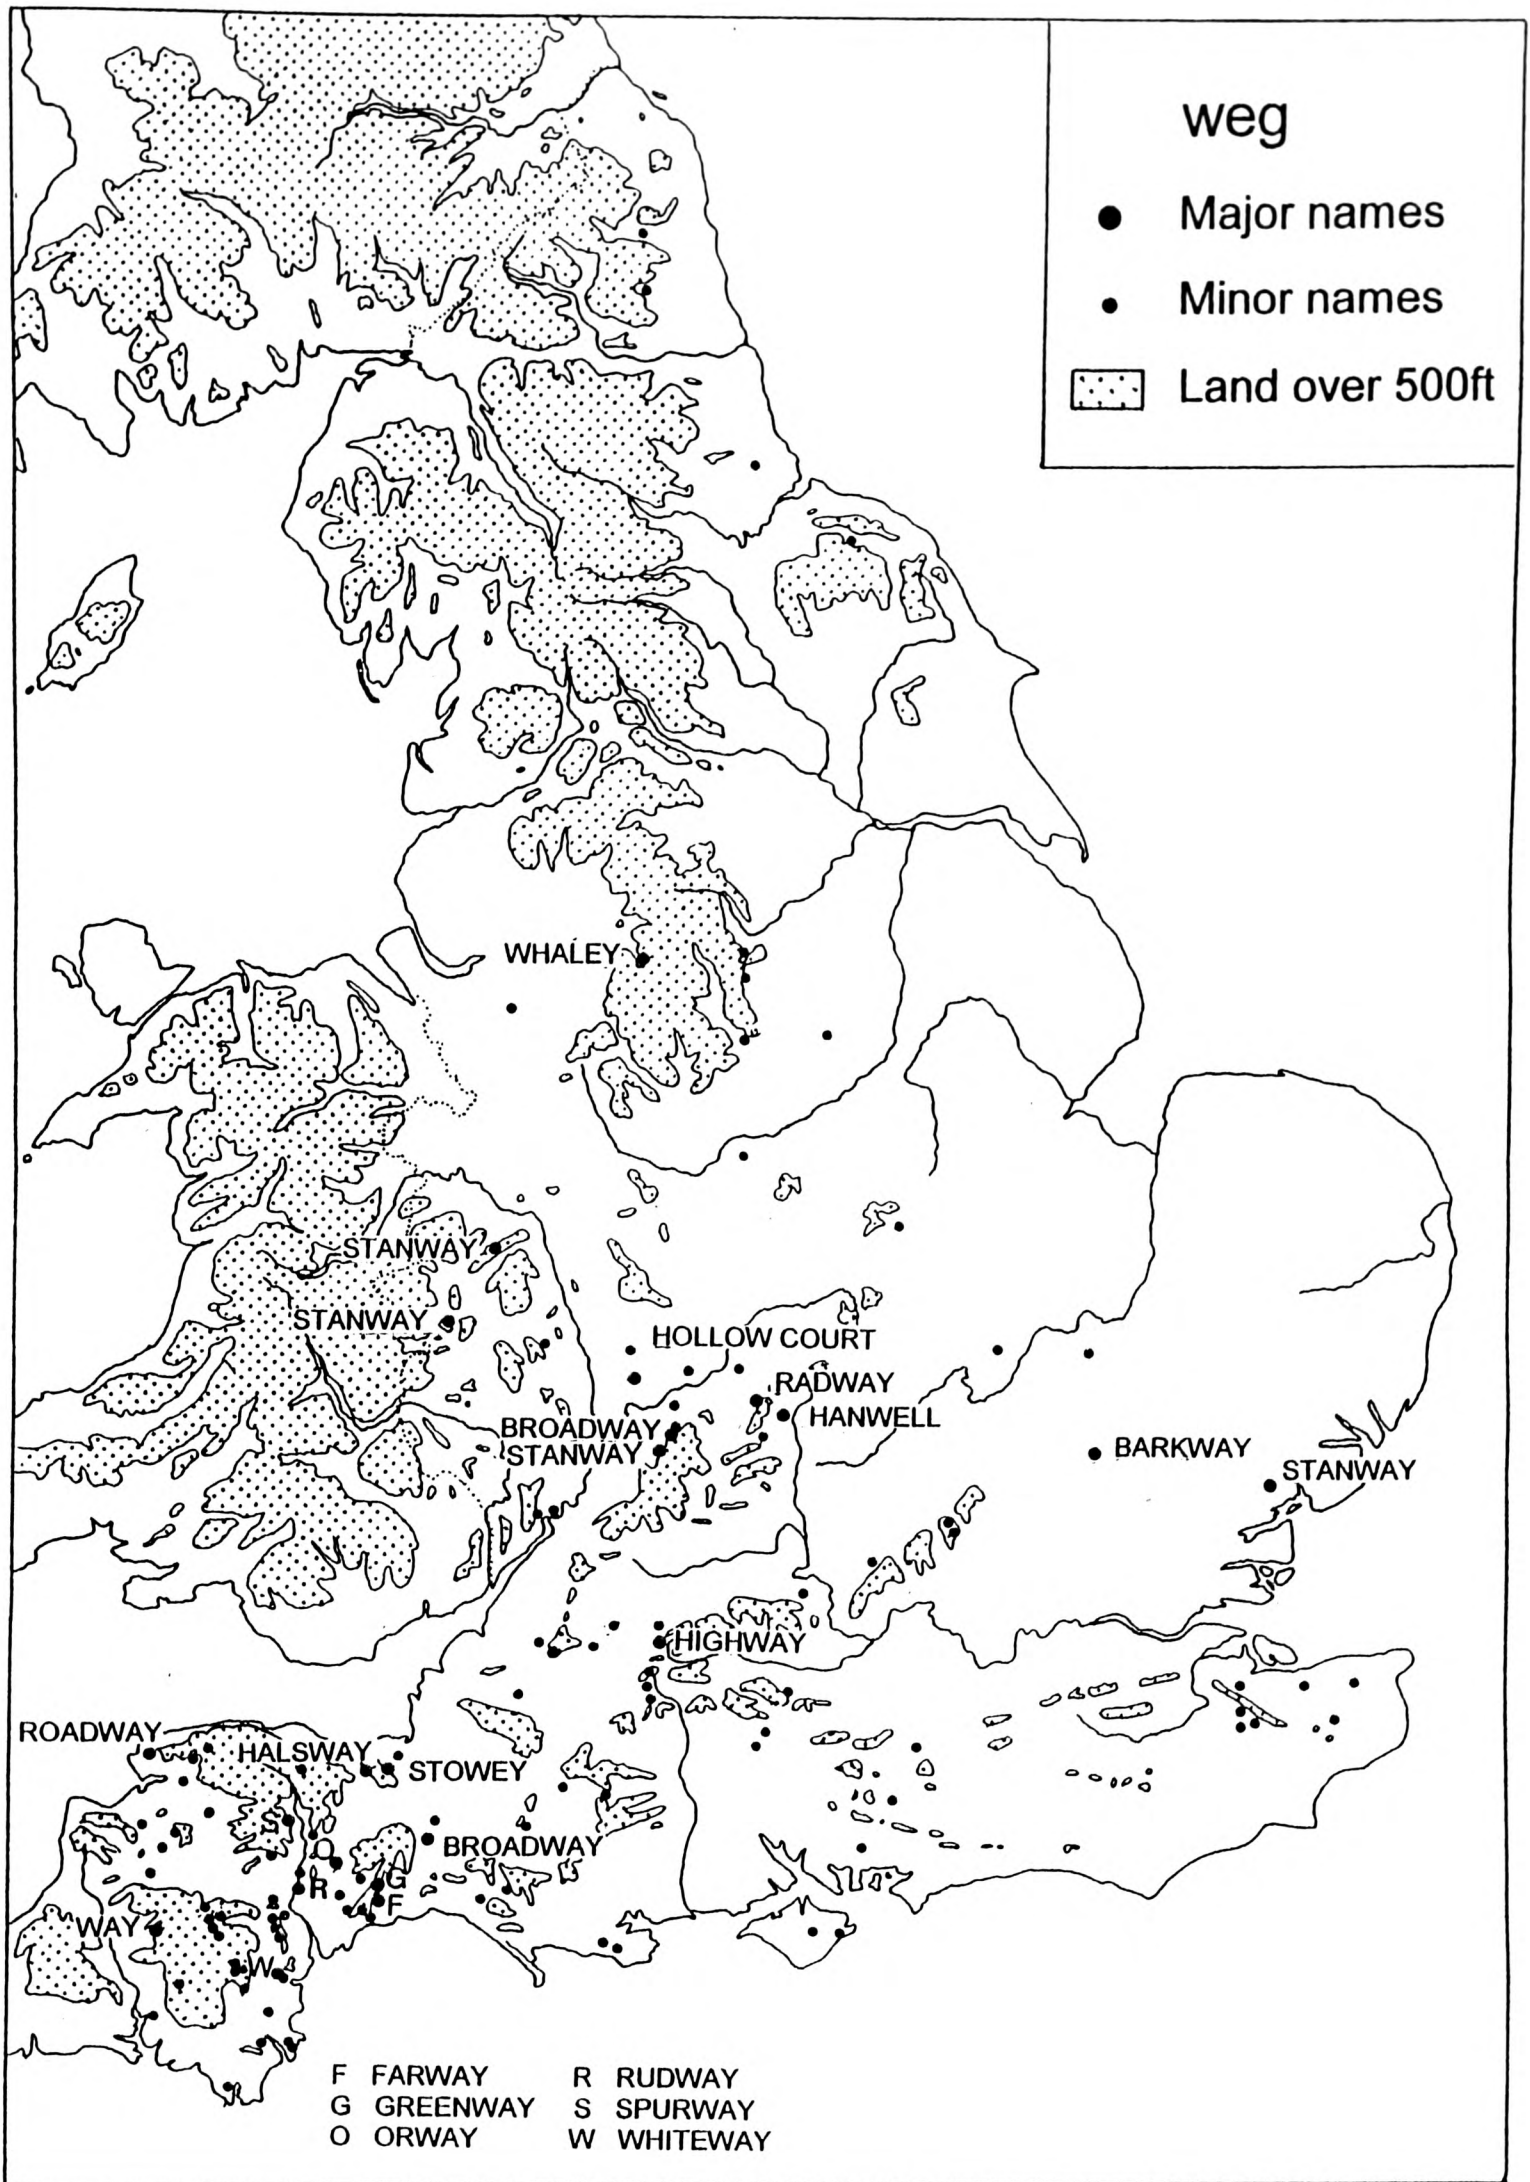 weg
Major names
Minor names
Land over 500ft
WHALEY
STANWAY
STANWAY
HOLLOW COURT
RADWAY
HANWELL
BROADWAY
STANWAY
BARKWAY
STANWAY
HIGHWAY
ROADWAY
HALSWAY
STOWEY
BROADWAY
O
G
R
F
WAY
W
F FARWAY R RUDWAY
G GREENWAY S SPURWAY
O ORWAY W WHITEWAY